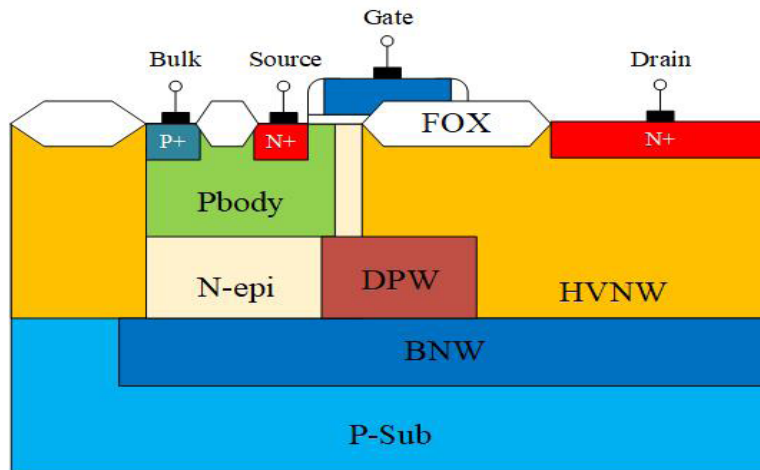 Gate
Bulk
Source
Drain
FOX
P+
N+
N+
Pbody
N-epi
DPW
HVNW
BNW
P-Sub